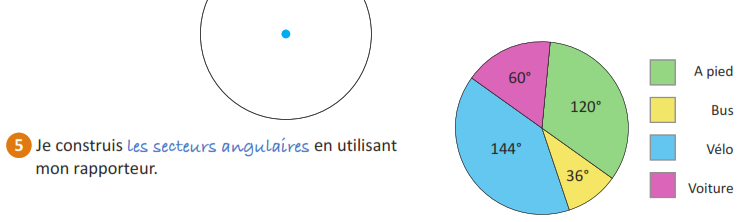 5 Je construis les secteurs angulaires en utilisant
mon rapporteur.
60°
120°
144°
36°
A pied
Bus
Vélo
Voiture